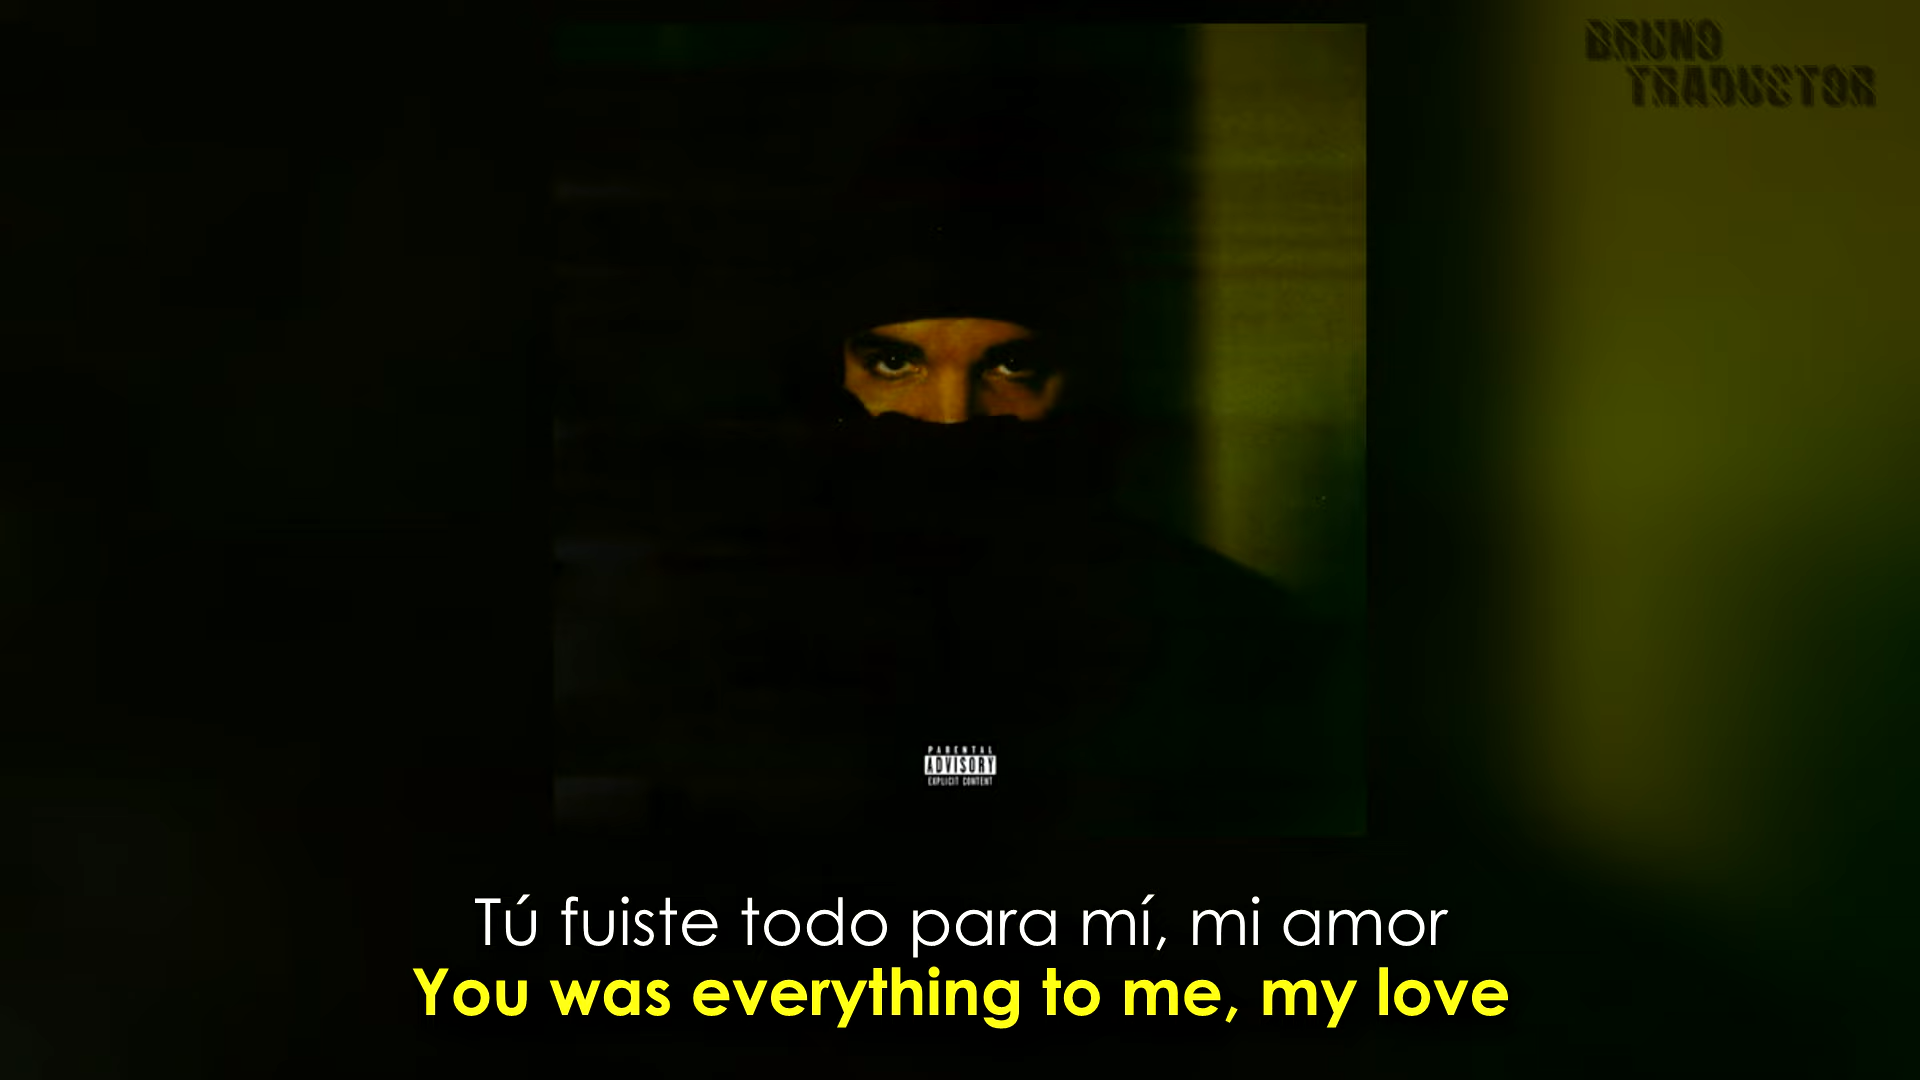 BRUNO
TRADUCTOR
PARENTAL
ADVISORY
EXPLICIT CONTENT
Tú fuiste todo para mí, mi amor
You was everything to me, my love